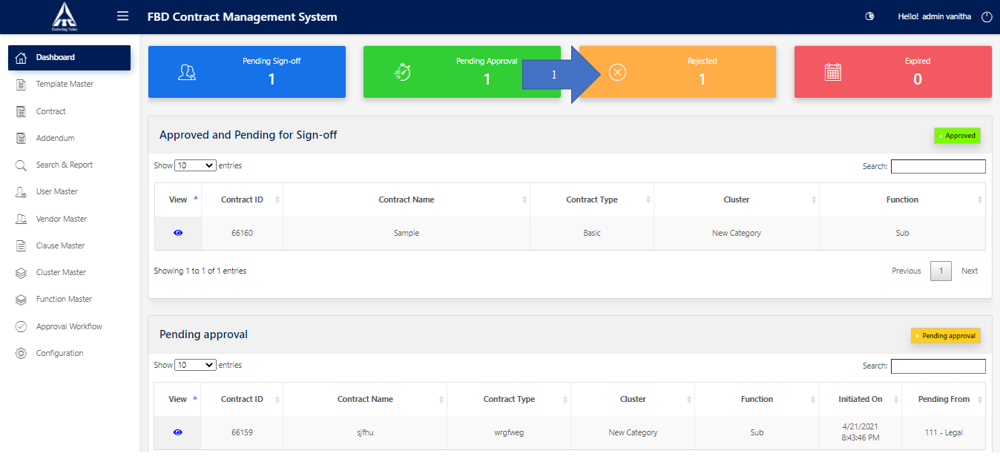 FBD Contract Management System
Hello! admin vanitha
Enduring Value
Dashboard
Template Master
Contract
Addendum
Search & Report
User Master
Vendor Master
Clause Master
Cluster Master
Function Master
Approval Workflow
Configuration
Pending Sign-off
1
Pending Approval
1
1
Rejected
1
Expired
0
Approved and Pending for Sign-off
Approved
Show 10 entries
Search:
View Contract ID Contract Name Contract Type Cluster Function
66160 Sample Basic New Category Sub
Showing 1 to 1 of 1 entries
Previous 1 Next
Pending approval
Pending approval
Show 10 entries
Search:
View Contract ID Contract Name Contract Type Cluster Function Initiated On Pending From
66159 sjfhu wrgfweg New Category Sub 4/21/2021 8:43:46 PM 111 - Legal